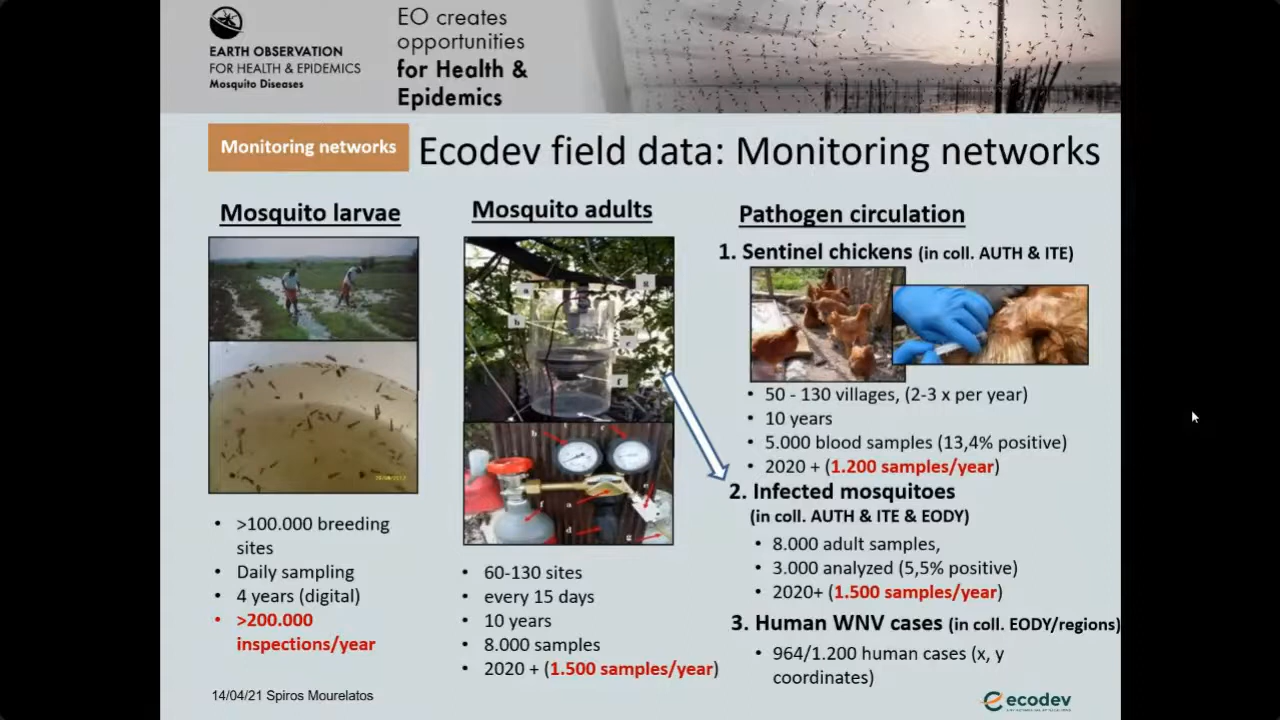 EARTH OBSERVATION
FOR HEALTH & EPIDEMICS
Mosquito Diseases
EO creates
opportunities
for Health &
Epidemics
Monitoring networks
Ecodev field data: Monitoring networks
Mosquito larvae
• >100.000 breeding
sites
• Daily sampling
• 4 years (digital)
• >200.000
inspections/year
Mosquito adults
• 60-130 sites
• every 15 days
• 10 years
• 8.000 samples
• 2020 + (1.500 samples/year)
Pathogen circulation
1. Sentinel chickens (in coll. AUTH & ITE)
• 50 - 130 villages, (2-3 x per year)
• 10 years
• 5.000 blood samples (13,4% positive)
• 2020 + (1.200 samples/year)
2. Infected mosquitoes
(in coll. AUTH & ITE & EODY)
• 8.000 adult samples,
• 3.000 analyzed (5,5% positive)
• 2020+ (1.500 samples/year)
3. Human WNV cases (in coll. EODY/regions)
• 964/1.200 human cases (x, y
coordinates)
14/04/21 Spiros Mourelatos
ecodev